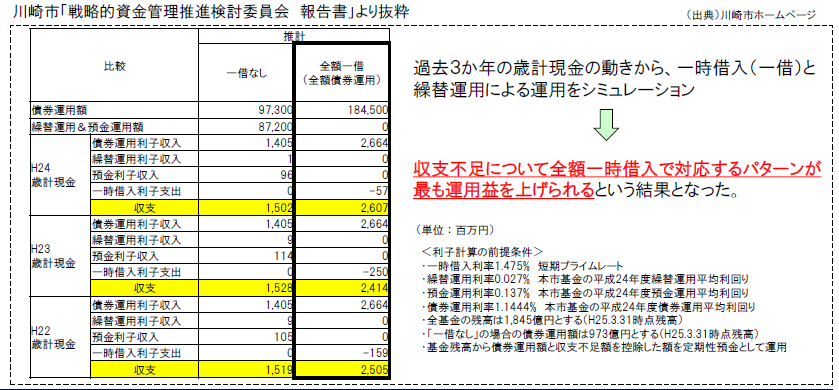 川崎市「戦略的資金管理推進検討委員会　報告書」より抜粋
（出典）川崎市ホームページ
比較 推計
一借なし 全額一借（全額債券運用）
債券運用額 97,300 184,500
繰替運用＆預金運用額 87,200 0
H24歳計現金 債券運用利子収入 1,405 2,664
繰替運用利子収入 1 0
預金利子収入 96 0
一時借入利子支出 0 -57
収支 1,502 2,607
H23歳計現金 債券運用利子収入 1,405 2,664
繰替運用利子収入 9 0
預金利子収入 114 0
一時借入利子支出 0 -250
収支 1,528 2,414
H22歳計現金 債券運用利子収入 1,405 2,664
繰替運用利子収入 9 0
預金利子収入 105 0
一時借入利子支出 0 -159
収支 1,519 2,505
過去３か年の歳計現金の動きから、一時借入（一借）と
繰替運用による運用をシミュレーション
収支不足について全額一時借入で対応するパターンが
最も運用益を上げられるという結果となった。
（単位：百万円）
＜利子計算の前提条件＞
・一時借入利率1.475%　短期プライムレート
・繰替運用利率0.027%　本市基金の平成24年度繰替運用平均利回り
・預金運用利率0.137%　本市基金の平成24年度預金運用平均利回り
・債券運用利率1.1444%　本市基金の平成24年度債券運用平均利回り
・全基金の残高は1,845億円とする(H25.3.31時点残高)
・「一借なし」の場合の債券運用額は973億円とする(H25.3.31時点残高)
・基金残高から債券運用額と収支不足額を控除した額を定期性預金として運用